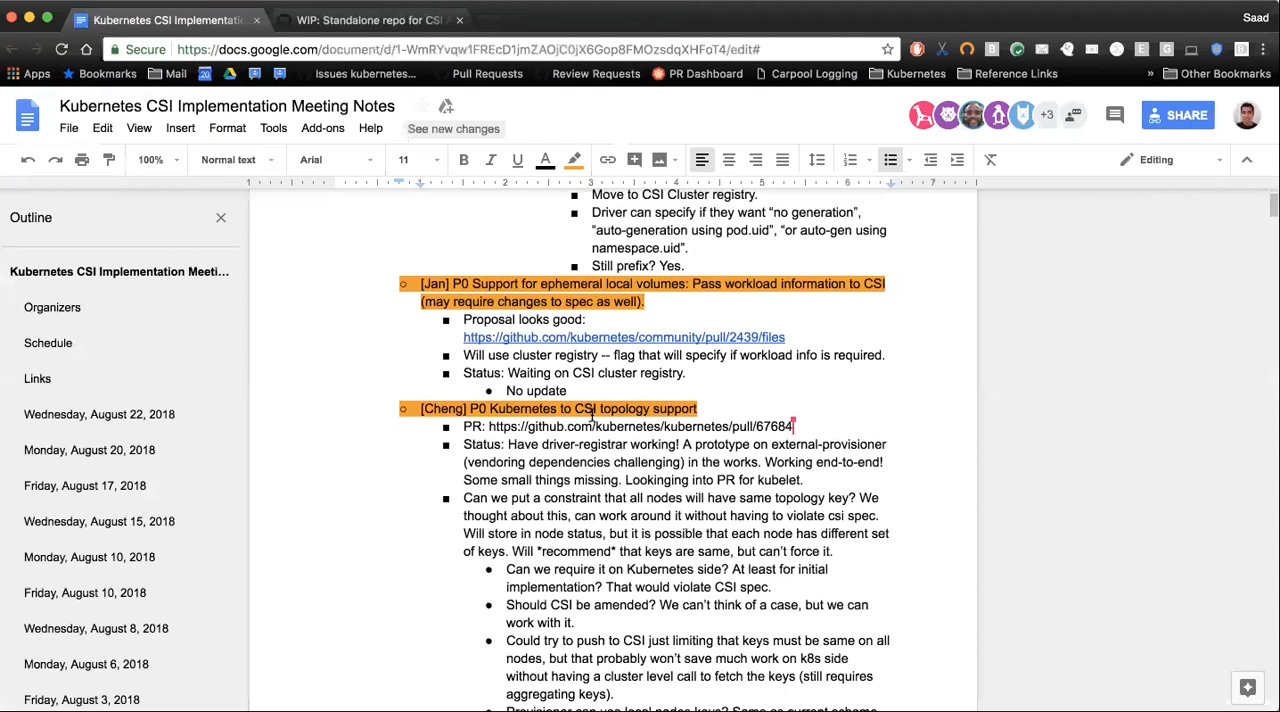 Kubernetes CSI Implementatio
WIP: Standalone repo for CSI
Saad
Secure
https://docs.google.com/document/d/1-WmRYvqw1FREcD1jmZAOjC0jX6Gop8FMOzsdqXHFoT4/edit#
Apps
Bookmarks
Mail
Issues kubernetes...
Pull Requests
Review Requests
PR Dashboard
Carpool Logging
Kubernetes
Reference Links
»
Other Bookmarks
Kubernetes CSI Implementation Meeting Notes
+3
SHARE
File Edit View Insert Format Tools Add-ons Help
See new changes
100%
Normal text
Arial
11
Editing
1 1 2 3 4 5 6 7
Outline
Kubernetes CSI Implementation Meeti...
Organizers
Schedule
Links
Wednesday, August 22, 2018
Monday, August 20, 2018
Friday, August 17, 2018
Wednesday, August 15, 2018
Monday, August 10, 2018
Friday, August 10, 2018
Wednesday, August 8, 2018
Monday, August 6, 2018
Friday, August 3, 2018
Move to CSI Cluster registry.
Driver can specify if they want “no generation”,
“auto-generation using pod.uid”, “or auto-gen using
namespace.uid”.
Still prefix? Yes.
[Jan] P0 Support for ephemeral local volumes: Pass workload information to CSI
(may require changes to spec as well).
Proposal looks good:
https://github.com/kubernetes/community/pull/2439/files
Will use cluster registry -- flag that will specify if workload info is required.
Status: Waiting on CSI cluster registry.
No update
[Cheng] P0 Kubernetes to CSI topology support
PR: https://github.com/kubernetes/kubernetes/pull/67684
Status: Have driver-registrar working! A prototype on external-provisioner
(vendoring dependencies challenging) in the works. Working end-to-end!
Some small things missing. Lookinging into PR for kubelet.
Can we put a constraint that all nodes will have same topology key? We
thought about this, can work around it without having to violate csi spec.
Will store in node status, but it is possible that each node has different set
of keys. Will *recommend* that keys are same, but can’t force it.
Can we require it on Kubernetes side? At least for initial
implementation? That would violate CSI spec.
Should CSI be amended? We can’t think of a case, but we can
work with it.
Could try to push to CSI just limiting that keys must be same on all
nodes, but that probably won’t save much work on k8s side
without having a cluster level call to fetch the keys (still requires
aggregating keys).
Provisioner can use local nodes keys? Same as current scheme